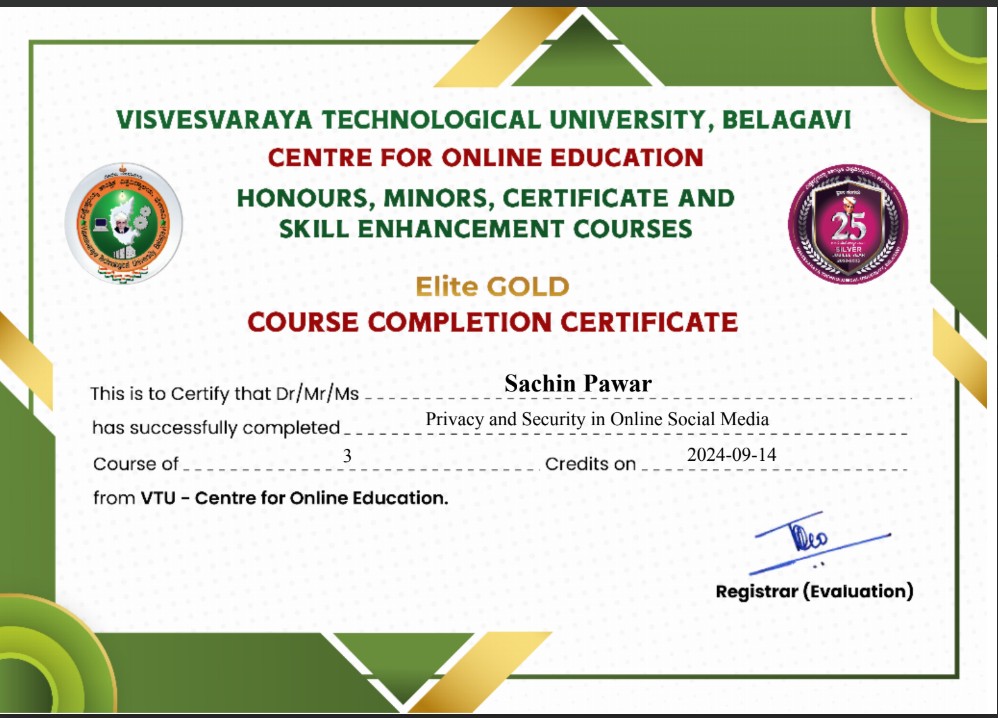 VISVESVARAYA TECHNOLOGICAL UNIVERSITY, BELAGAVI
CENTRE FOR ONLINE EDUCATION
HONOURS, MINORS, CERTIFICATE AND
SKILL ENHANCEMENT COURSES
25
SILVER
JUBILEE YEAR
Elite GOLD
COURSE COMPLETION CERTIFICATE
This is to Certify that Dr/Mr/Ms Sachin Pawar
has successfully completed Privacy and Security in Online Social Media
Course of 3 Credits on 2024-09-14
from VTU - Centre for Online Education.
Registrar (Evaluation)